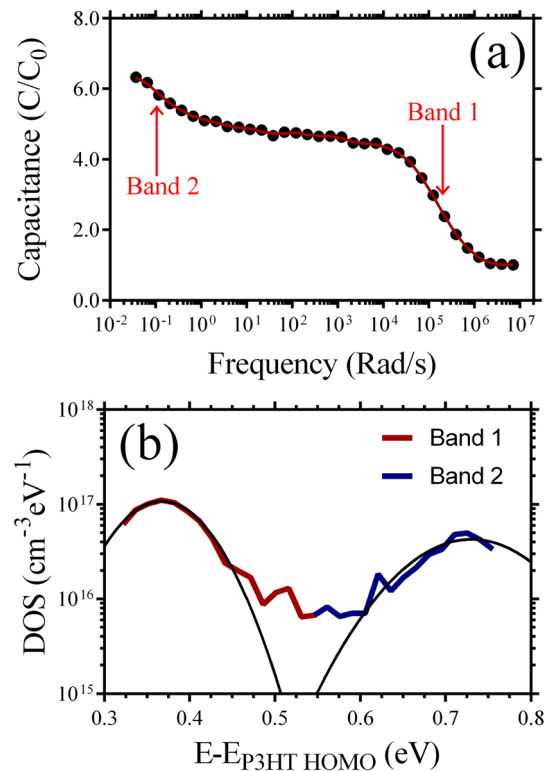 (a)
Capacitance (C/C₀)
8.0
6.0
4.0
2.0
0.0
Band 1
Band 2
10⁻² 10⁻¹ 10⁰ 10¹ 10² 10³ 10⁴ 10⁵ 10⁶ 10⁷
Frequency (Rad/s)
(b)
Band 1
Band 2
DOS (cm⁻³eV⁻¹)
10¹⁸
10¹⁷
10¹⁶
10¹⁵
0.3 0.4 0.5 0.6 0.7 0.8
E-E_P3HT HOMO (eV)